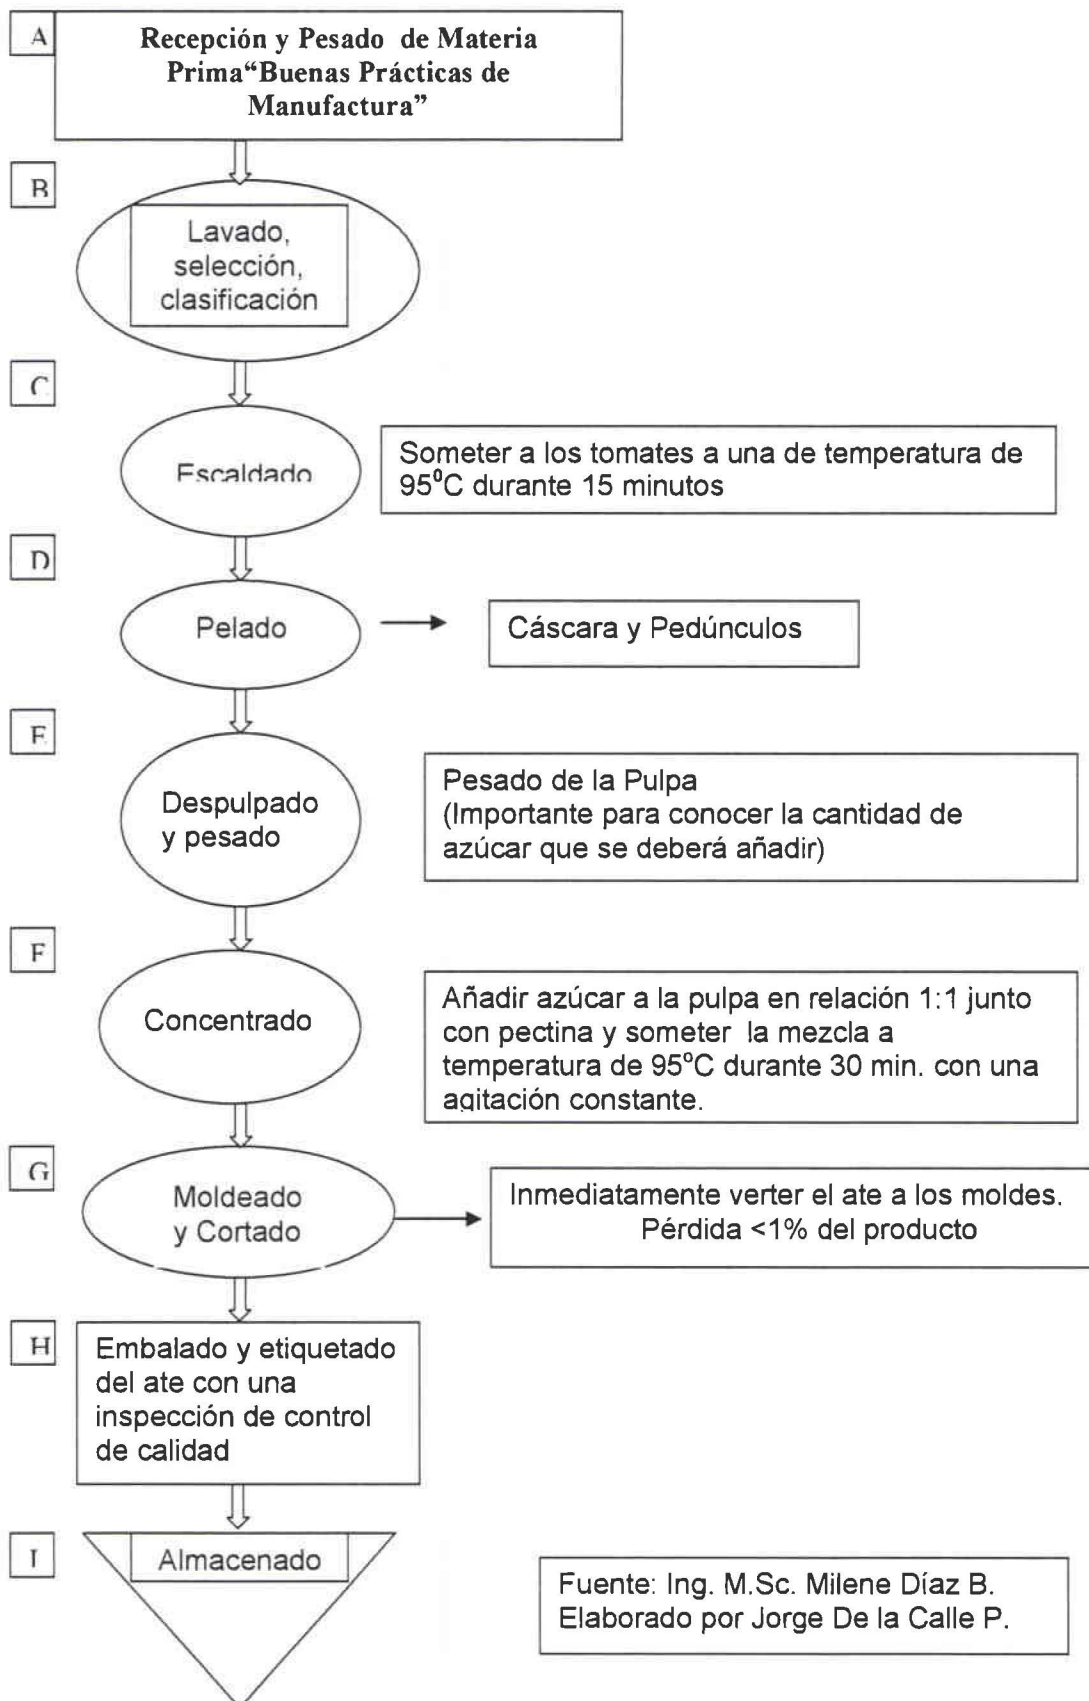 A
Recepción y Pesado de Materia
Prima“Buenas Prácticas de
Manufactura”
B
Lavado,
selección,
clasificación
C
Escaldado
Someter a los tomates a una de temperatura de
95⁰C durante 15 minutos
D
Pelado
Cáscara y Pedúnculos
E
Despulpado
y pesado
Pesado de la Pulpa
(Importante para conocer la cantidad de
azúcar que se deberá añadir)
F
Concentrado
Añadir azúcar a la pulpa en relación 1:1 junto
con pectina y someter la mezcla a
temperatura de 95°C durante 30 min. con una
agitación constante.
G
Moldeado
y Cortado
Inmediatamente verter el ate a los moldes.
Pérdida <1% del producto
H
Embalado y etiquetado
del ate con una
inspección de control
de calidad
I
Almacenado
Fuente: Ing. M.Sc. Milene Díaz B.
Elaborado por Jorge De la Calle P.